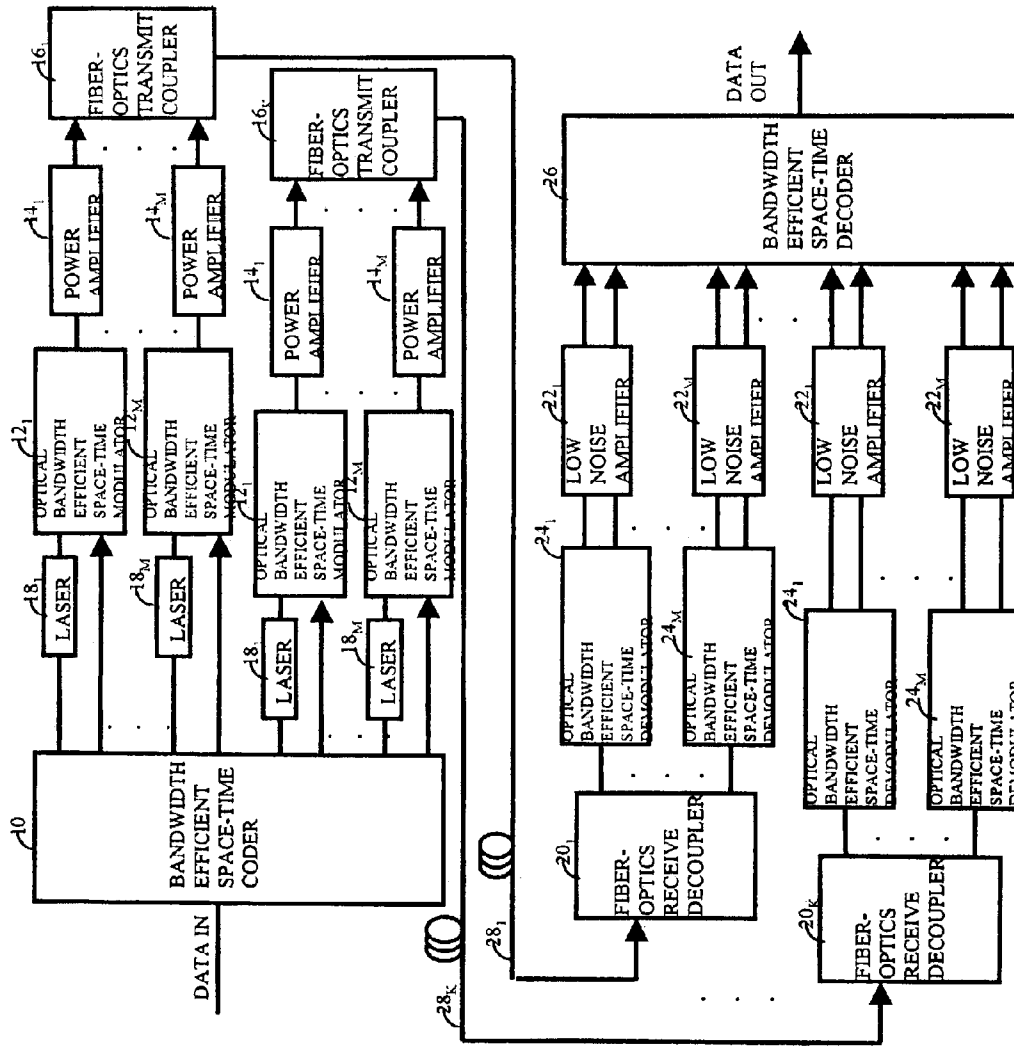 DATA IN
10
BANDWIDTH
EFFICIENT
SPACE-TIME
CODER
18₁
LASER
12₁
OPTICAL
BANDWIDTH
EFFICIENT
SPACE-TIME
MODULATOR
14₁
POWER
AMPLIFIER
16₁
FIBER-
OPTICS
TRANSMIT
COUPLER
18M
LASER
12M
OPTICAL
BANDWIDTH
EFFICIENT
SPACE-TIME
MODULATOR
14M
POWER
AMPLIFIER
18₁
LASER
12₁
OPTICAL
BANDWIDTH
EFFICIENT
SPACE-TIME
MODULATOR
14₁
POWER
AMPLIFIER
16K
FIBER-
OPTICS
TRANSMIT
COUPLER
18M
LASER
12M
OPTICAL
BANDWIDTH
EFFICIENT
SPACE-TIME
MODULATOR
14M
POWER
AMPLIFIER
28K
28₁
20₁
FIBER-
OPTICS
RECEIVE
DECOUPLER
24₁
OPTICAL
BANDWIDTH
EFFICIENT
SPACE-TIME
DEMODULATOR
22₁
LOW
NOISE
AMPLIFIER
24M
OPTICAL
BANDWIDTH
EFFICIENT
SPACE-TIME
DEMODULATOR
22M
LOW
NOISE
AMPLIFIER
20K
FIBER-
OPTICS
RECEIVE
DECOUPLER
24₁
OPTICAL
BANDWIDTH
EFFICIENT
SPACE-TIME
DEMODULATOR
22₁
LOW
NOISE
AMPLIFIER
24M
OPTICAL
BANDWIDTH
EFFICIENT
SPACE-TIME
DEMODULATOR
22M
LOW
NOISE
AMPLIFIER
26
BANDWIDTH
EFFICIENT
SPACE-TIME
DECODER
DATA
OUT